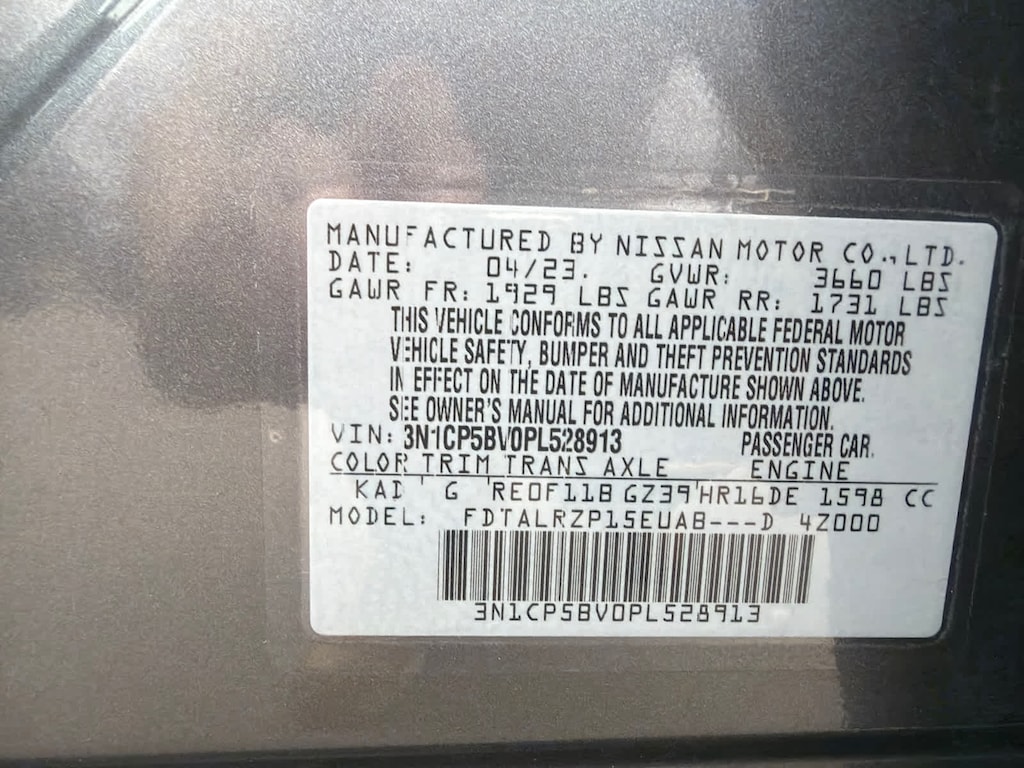 MANUFACTURED BY NISSAN MOTOR CO., LTD.
DATE: 04/23. GVWR: 3660 LBS
GAWR FR: 1929 LBS GAWR RR: 1731 LBS
THIS VEHICLE CONFORMS TO ALL APPLICABLE FEDERAL MOTOR
VEHICLE SAFETY, BUMPER AND THEFT PREVENTION STANDARDS
IN EFFECT ON THE DATE OF MANUFACTURE SHOWN ABOVE.
SEE OWNER'S MANUAL FOR ADDITIONAL INFORMATION.
VIN: 3N1CP5BV0PL528913 PASSENGER CAR.
COLOR TRIM TRANS AXLE ENGINE
KAD G RE0F11B GZ39 HR16DE 1598 CC
MODEL: FDTALRZP15EUAB---D 4Z000
3N1CP5BV0PL528913